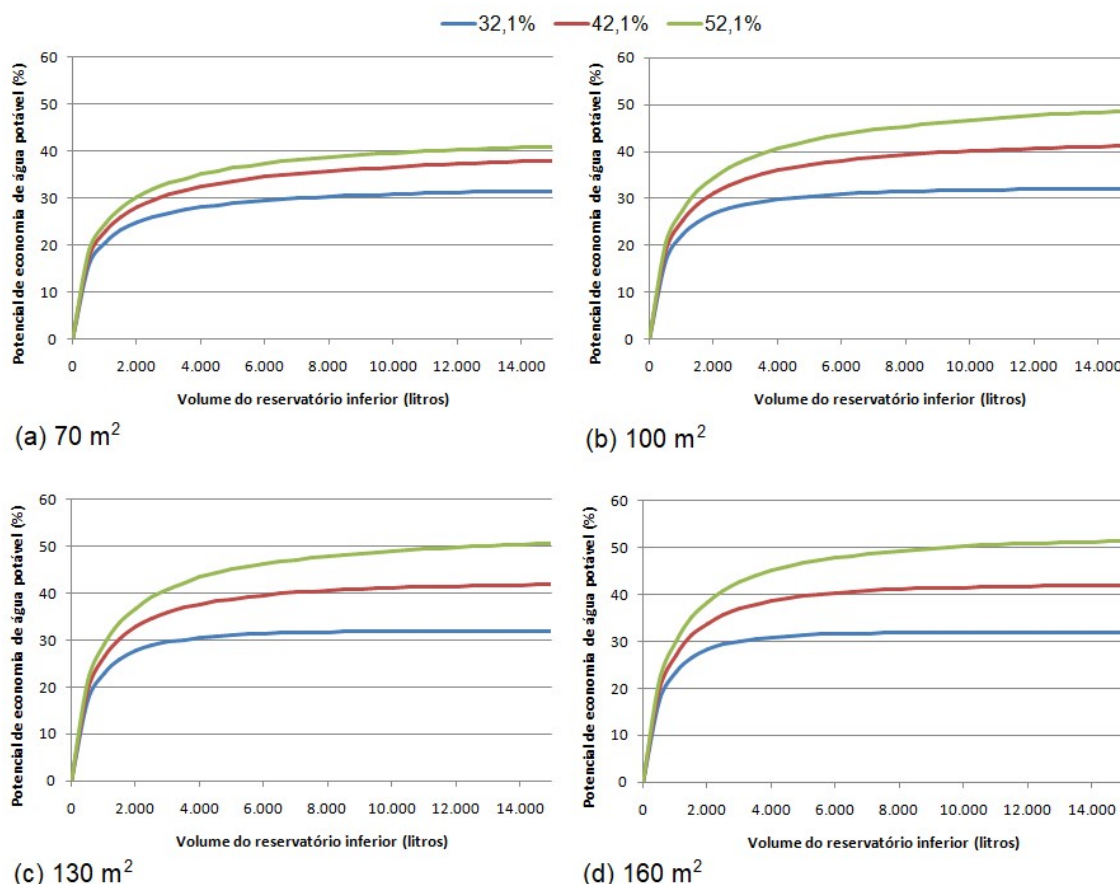 32,1% 42,1% 52,1%
Potencial de economia de água potável (%)
60
50
40
30
20
10
0
0 2.000 4.000 6.000 8.000 10.000 12.000 14.000
Volume do reservatório inferior (litros)
(a) 70 m²
Potencial de economia de água potável (%)
60
50
40
30
20
10
0
0 2.000 4.000 6.000 8.000 10.000 12.000 14.000
Volume do reservatório inferior (litros)
(b) 100 m²
Potencial de economia de água potável (%)
60
50
40
30
20
10
0
0 2.000 4.000 6.000 8.000 10.000 12.000 14.000
Volume do reservatório inferior (litros)
(c) 130 m²
Potencial de economia de água potável (%)
60
50
40
30
20
10
0
0 2.000 4.000 6.000 8.000 10.000 12.000 14.000
Volume do reservatório inferior (litros)
(d) 160 m²